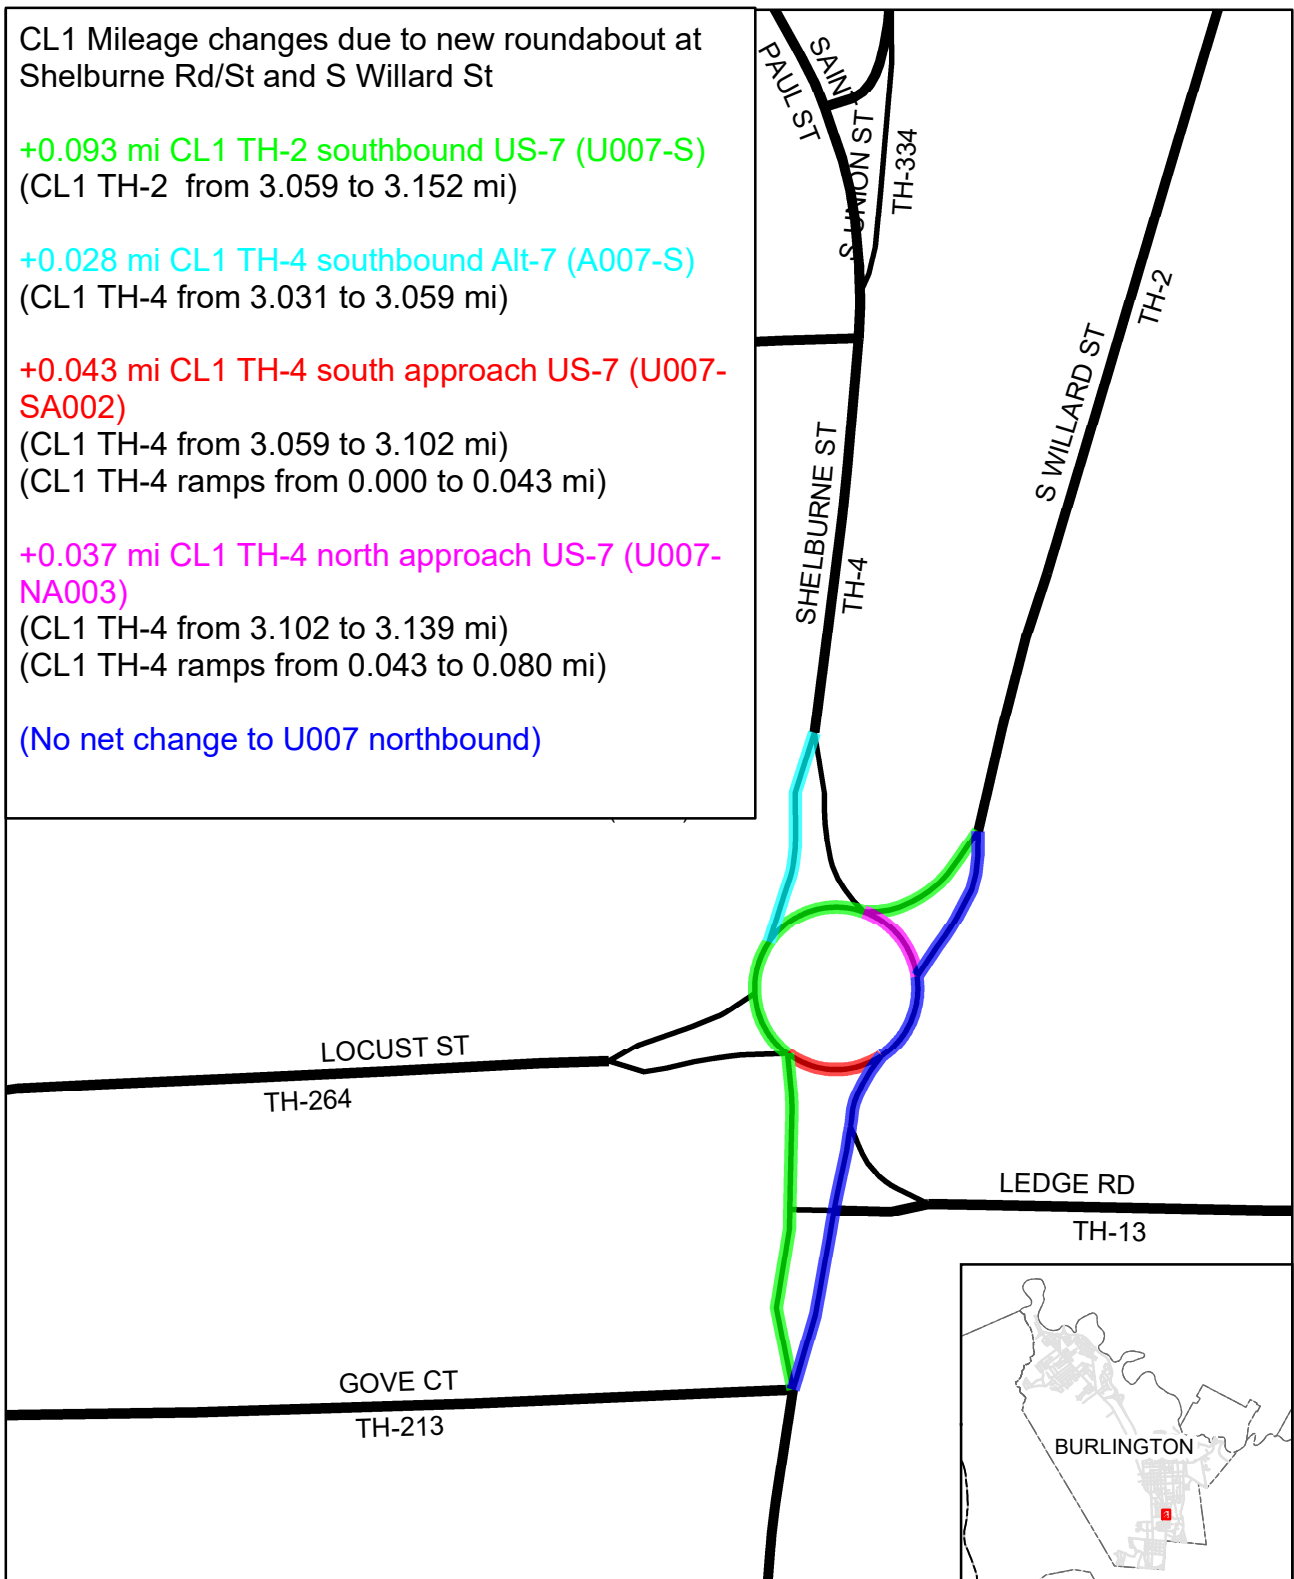 CL1 Mileage changes due to new roundabout at
Shelburne Rd/St and S Willard St
+0.093 mi CL1 TH-2 southbound US-7 (U007-S)
(CL1 TH-2  from 3.059 to 3.152 mi)
+0.028 mi CL1 TH-4 southbound Alt-7 (A007-S)
(CL1 TH-4 from 3.031 to 3.059 mi)
+0.043 mi CL1 TH-4 south approach US-7 (U007-
SA002)
(CL1 TH-4 from 3.059 to 3.102 mi)
(CL1 TH-4 ramps from 0.000 to 0.043 mi)
+0.037 mi CL1 TH-4 north approach US-7 (U007-
NA003)
(CL1 TH-4 from 3.102 to 3.139 mi)
(CL1 TH-4 ramps from 0.043 to 0.080 mi)
(No net change to U007 northbound)
SAINT
PAUL ST
S UNION ST
TH-334
TH-2
S WILLARD ST
SHELBURNE ST
TH-4
LOCUST ST
TH-264
LEDGE RD
TH-13
GOVE CT
TH-213
BURLINGTON